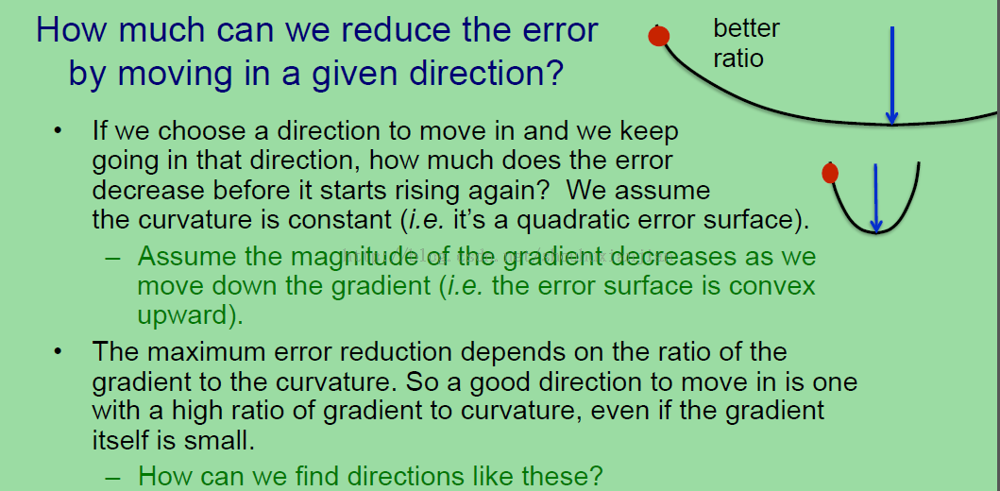 How much can we reduce the error
by moving in a given direction?
better
ratio
• If we choose a direction to move in and we keep
going in that direction, how much does the error
decrease before it starts rising again? We assume
the curvature is constant (i.e. it's a quadratic error surface).
– Assume the magnitude of the gradient decreases as we
move down the gradient (i.e. the error surface is convex
upward).
• The maximum error reduction depends on the ratio of the
gradient to the curvature. So a good direction to move in is one
with a high ratio of gradient to curvature, even if the gradient
itself is small.
– How can we find directions like these?